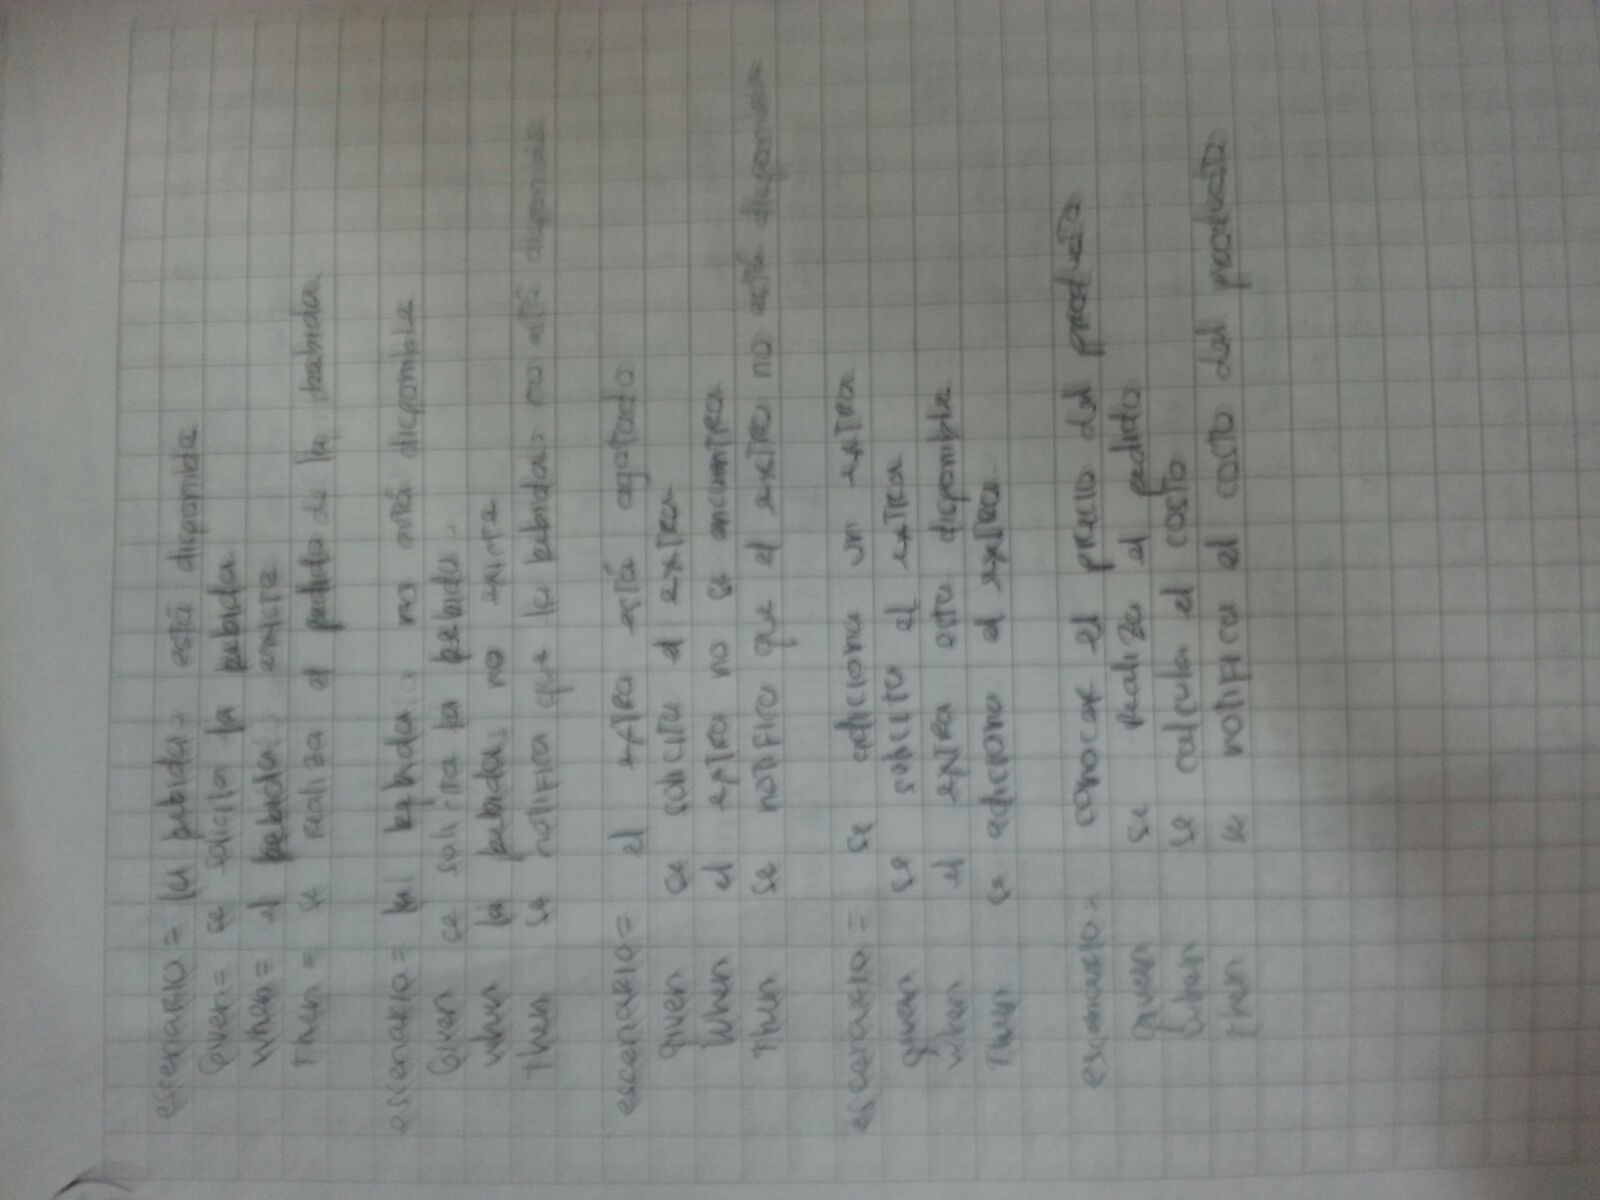 escenario = la bebida está disponible
Given = se solicita la bebida
When = el bebida existe
Then = se realiza el pedido de la bebida
escenario = la bebida no está disponible
Given se solicita la bebida
when la bebida no existe
Then se notifica que la bebida no está disponible
escenario = el extra está agotado
given se solicita el extra
When el extra no se encuentra
Then se notifica que el extra no está disponible
escenario = se adiciona un extra
given se solicita el extra
when el extra esta disponible
Then se adiciona el extra
escenario = conocer el precio del producto
given se realiza el pedido
When se calcula el costo
then se notifica el costo del producto